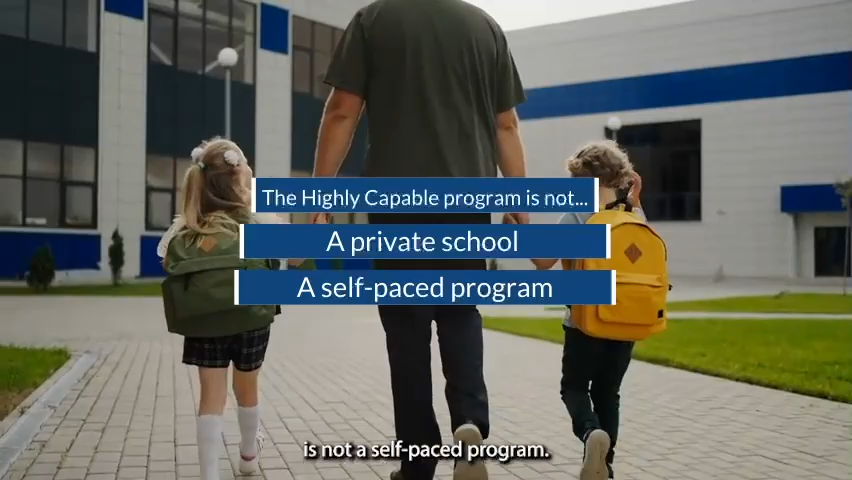 The Highly Capable program is not...
A private school
A self-paced program
is not a self-paced program.